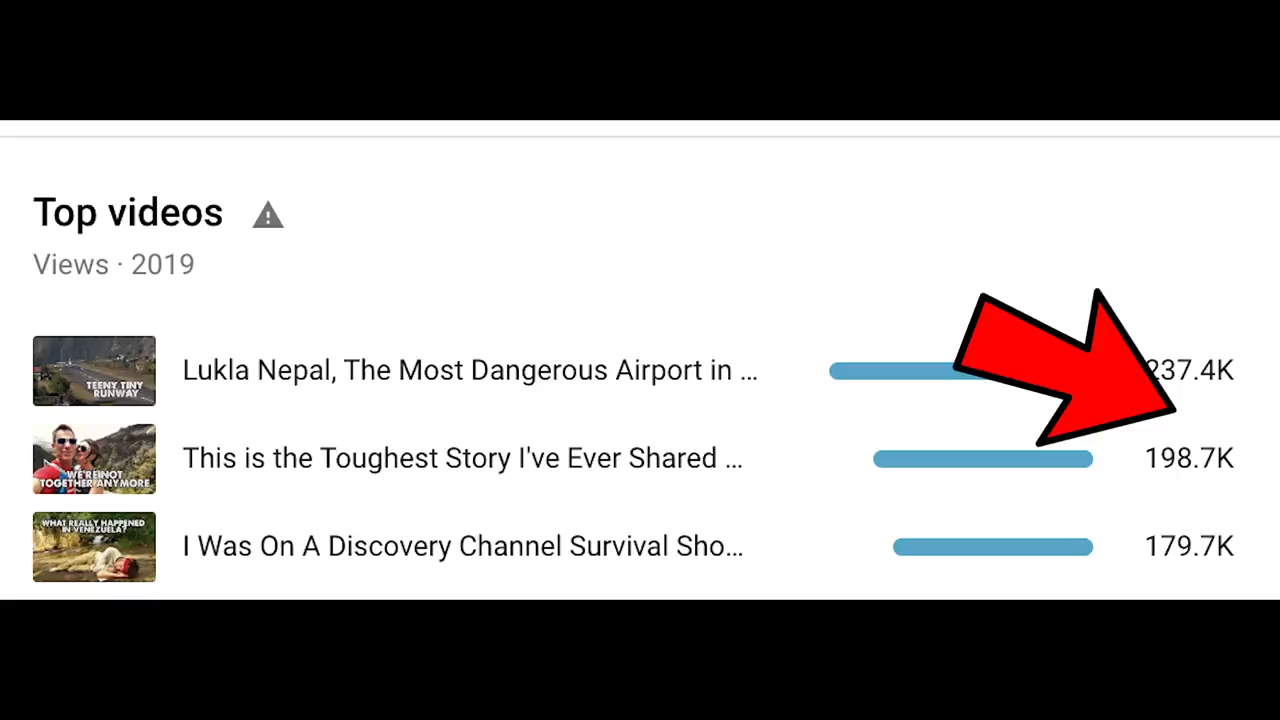 Top videos
Views · 2019
TEENY TINY
RUNWAY
Lukla Nepal, The Most Dangerous Airport in ...
237.4K
WE'RE NOT
TOGETHER ANYMORE
This is the Toughest Story I've Ever Shared ...
198.7K
WHAT REALLY HAPPENED
IN VENEZUELA?
I Was On A Discovery Channel Survival Sho...
179.7K